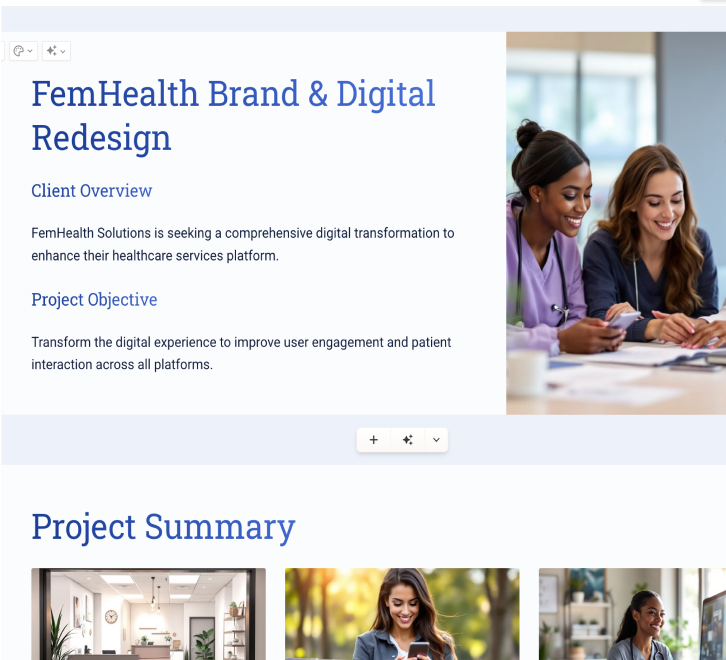 FemHealth Brand & Digital
Redesign
Client Overview
FemHealth Solutions is seeking a comprehensive digital transformation to
enhance their healthcare services platform.
Project Objective
Transform the digital experience to improve user engagement and patient
interaction across all platforms.
Project Summary